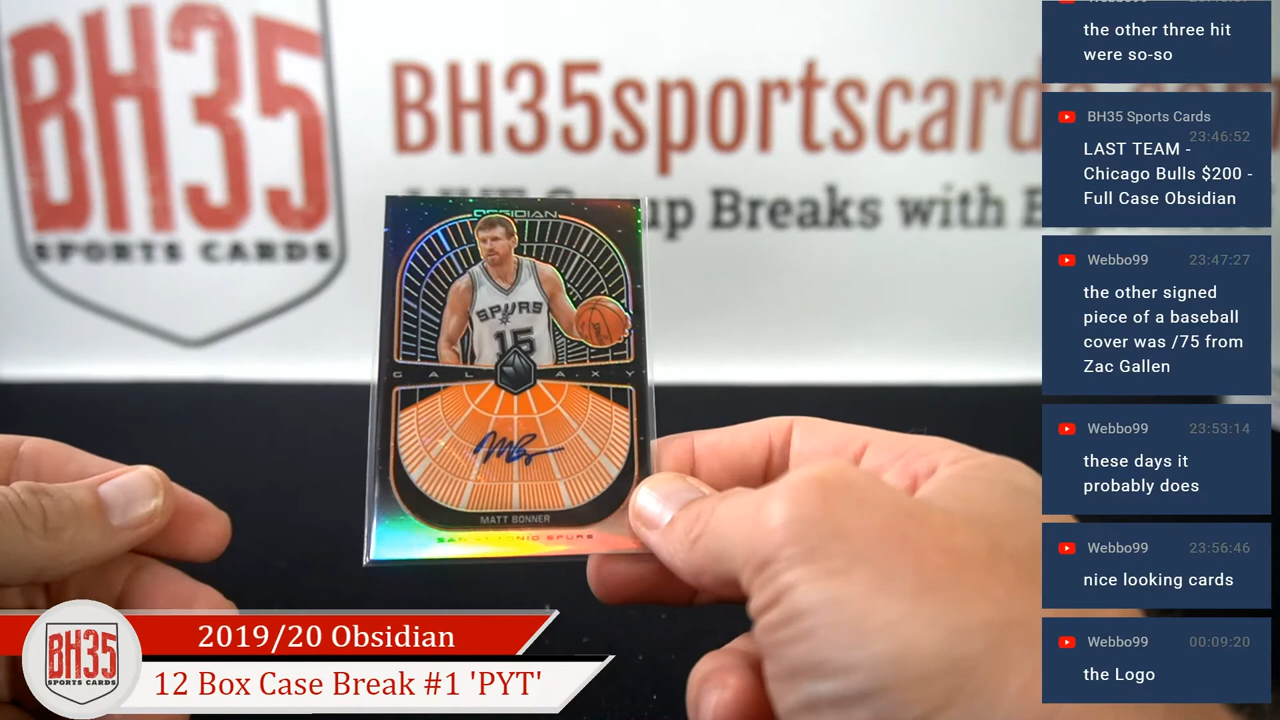 BH35
SPORTS CARDS
BH35sportscard
up Breaks with
OBSIDIAN
SPURS
15
GALAXY
MATT BONNER
SAN ANTONIO SPURS
BH35
SPORTS CARDS
2019/20 Obsidian
12 Box Case Break #1 'PYT'
the other three hit
were so-so
BH35 Sports Cards
23:46:52
LAST TEAM -
Chicago Bulls $200 -
Full Case Obsidian
Webbo99 23:47:27
the other signed
piece of a baseball
cover was /75 from
Zac Gallen
Webbo99 23:53:14
these days it
probably does
Webbo99 23:56:46
nice looking cards
Webbo99 00:09:20
the Logo